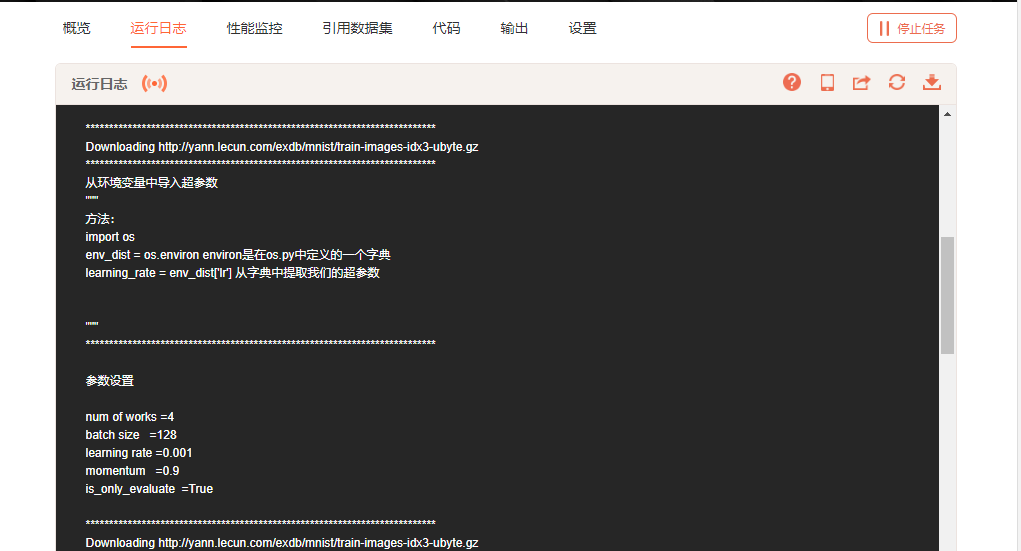 概览 运行日志 性能监控 引用数据集 代码 输出 设置 停止任务
运行日志
***************************************************************************
Downloading http://yann.lecun.com/exdb/mnist/train-images-idx3-ubyte.gz
***************************************************************************
从环境变量中导入超参数
"""
方法：
import os
env_dist = os.environ environ是在os.py中定义的一个字典
learning_rate = env_dist['lr'] 从字典中提取我们的超参数
"""
***************************************************************************
参数设置
num of works =4
batch size   =128
learning rate =0.001
momentum   =0.9
is_only_evaluate  =True
***************************************************************************
Downloading http://yann.lecun.com/exdb/mnist/train-images-idx3-ubyte.gz